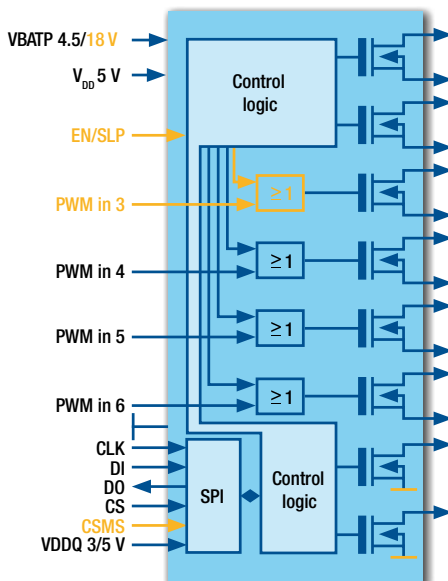 VBATP 4.5/18 V
VDD 5 V
Control
logic
EN/SLP
PWM in 3
≥ 1
PWM in 4
≥ 1
PWM in 5
≥ 1
PWM in 6
≥ 1
CLK
DI
DO
CS
CSMS
VDDQ 3/5 V
SPI
Control
logic